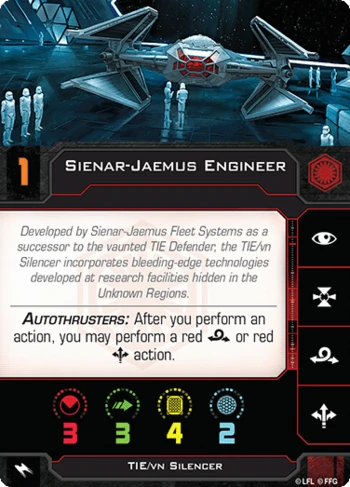 1 SIENAR-JAEMUS ENGINEER
Developed by Sienar-Jaemus Fleet Systems as a
successor to the vaunted TIE Defender, the TIE/vn
Silencer incorporates bleeding-edge technologies
developed at research facilities hidden in the
Unknown Regions.
AUTOTHRUSTERS: After you perform an
action, you may perform a red or red
action.
3 3 4 2
TIE/VN SILENCER
©LFL ©FFG